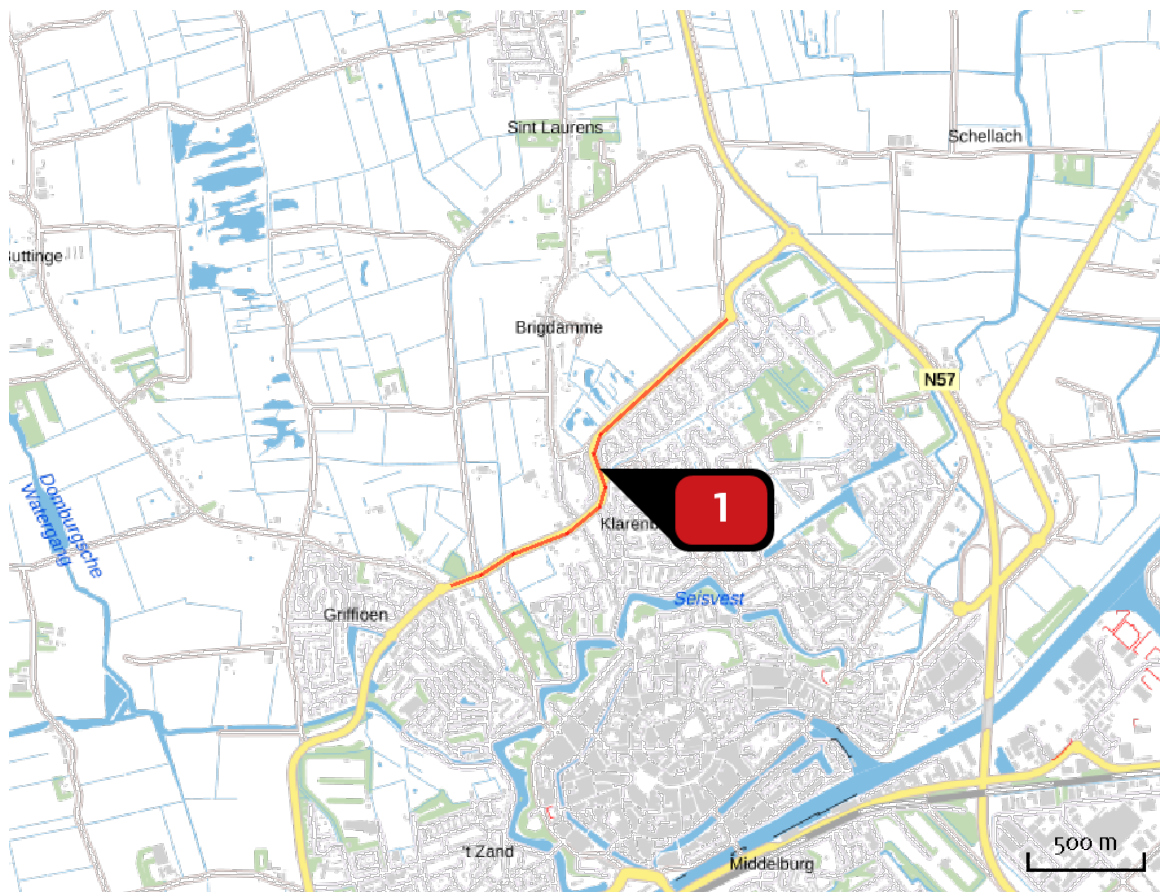 Sint Laurens
Schellach
uttinge
Brigdamme
N57
1
Klarenb
Domburgsche
Watergang
Seisvest
Griffioen
500 m
't Zand
Middelburg